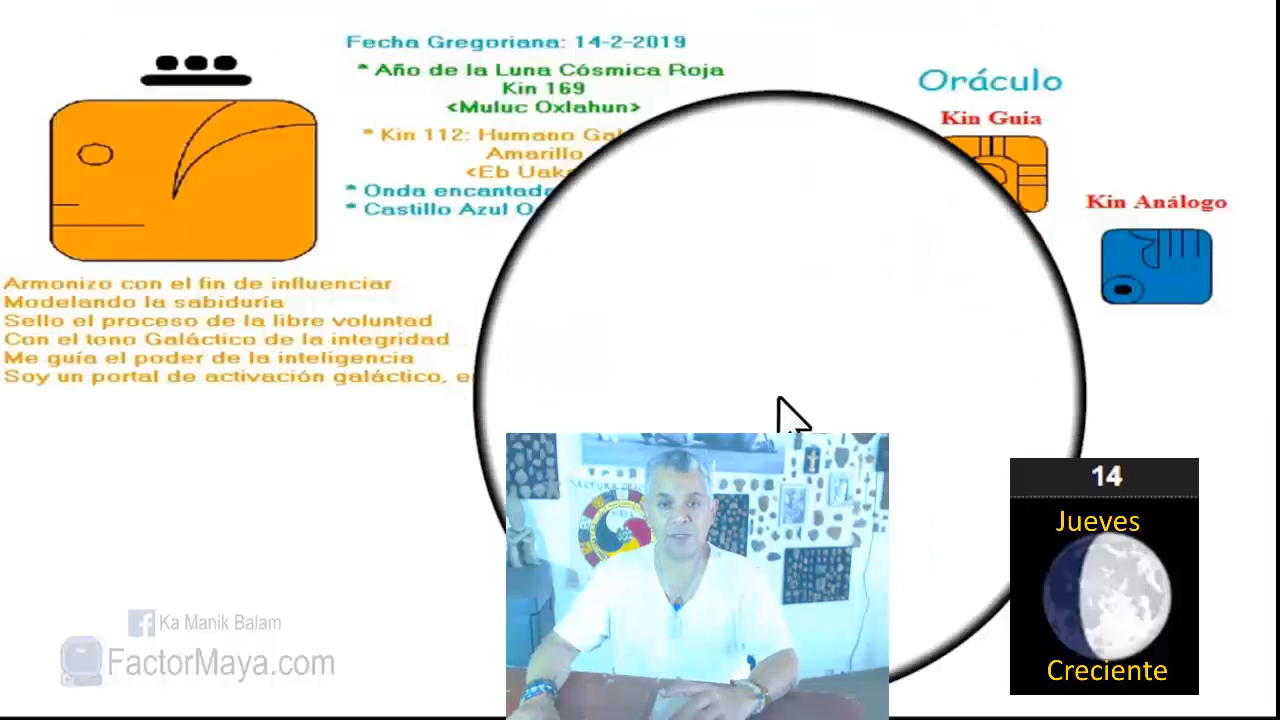 Fecha Gregoriana: 14-2-2019
* Año de la Luna Cósmica Roja
Kin 169
<Muluc Oxlahun>
* Kin 112: Humano
Amarillo
<Eb
* Onda encantada
* Castillo Azul
Oráculo
Kin Guia
Kin Análogo
Armonizo con el fin de influenciar
Modelando la sabiduría
Sello el proceso de la libre voluntad
Con el tono Galáctico de la integridad
Me guía el poder de la inteligencia
Soy un portal de activación galáctico,
14
Jueves
Creciente
Ka Manik Balam
FactorMaya.com